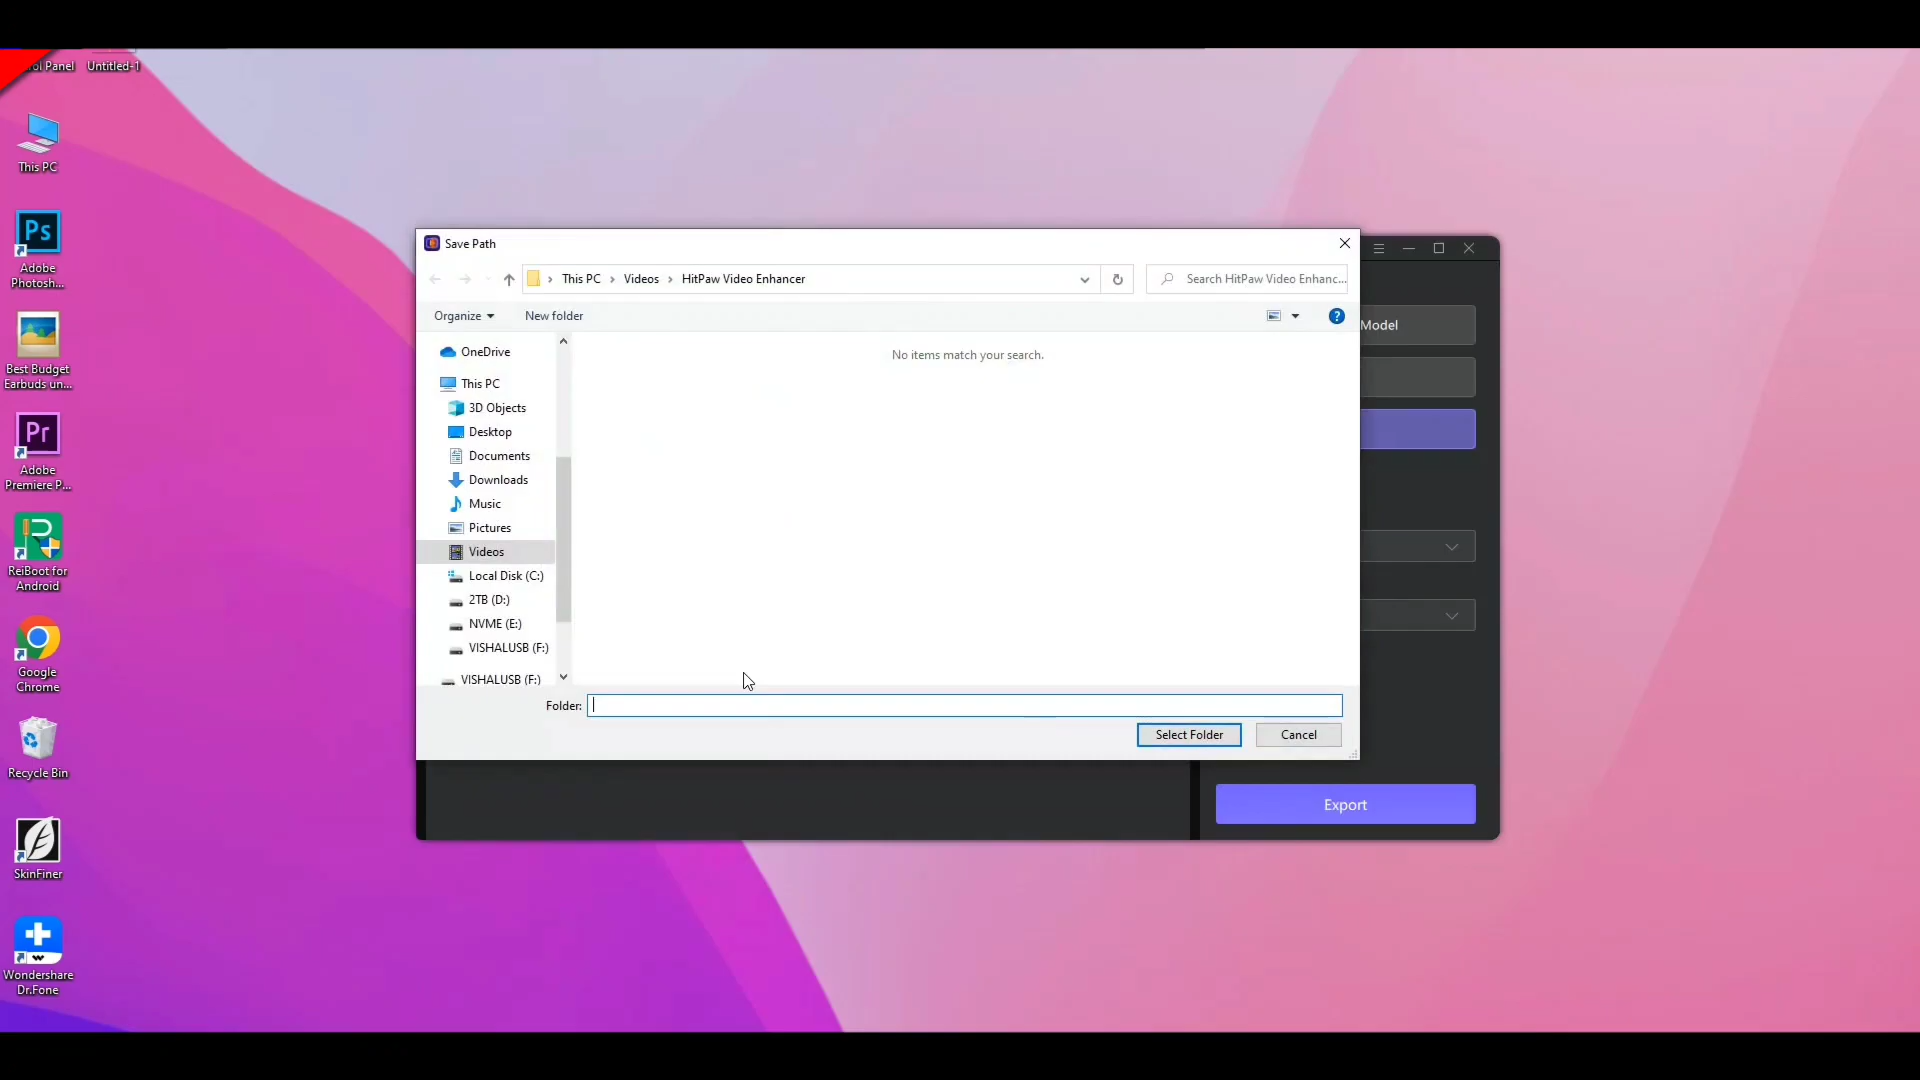 ol Panel
Untitled-1
This PC
Ps
Adobe
Photosh...
Best Budget
Earbuds un...
Pr
Adobe
Premiere P...
ReiBoot for
Android
Google
Chrome
Recycle Bin
SkinFiner
Wondershare
Dr.Fone
Save Path
This PC > Videos > HitPaw Video Enhancer
Search HitPaw Video Enhanc...
Organize
New folder
?
OneDrive
This PC
3D Objects
Desktop
Documents
Downloads
Music
Pictures
Videos
Local Disk (C:)
2TB (D:)
NVME (E:)
VISHALUSB (F:)
VISHALUSB (F:)
No items match your search.
Folder:
Select Folder
Cancel
Model
Export